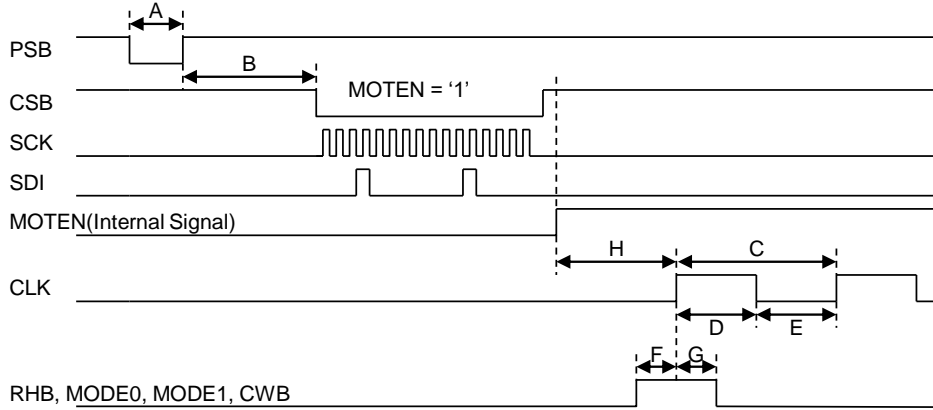 A
PSB
B
CSB
MOTEN = ‘1’
SCK
SDI
MOTEN(Internal Signal)
H C
CLK
D E
F G
RHB, MODE0, MODE1, CWB